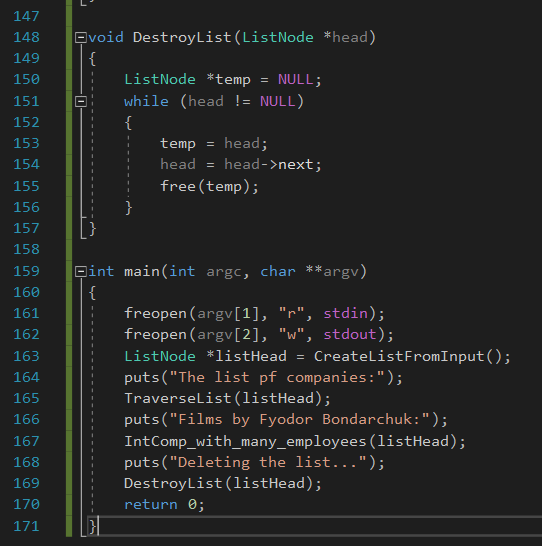 147
148 void DestroyList(ListNode *head)
149 {
150 ListNode *temp = NULL;
151 while (head != NULL)
152 {
153 temp = head;
154 head = head->next;
155 free(temp);
156 }
157 }
158
159 int main(int argc, char **argv)
160 {
161 freopen(argv[1], "r", stdin);
162 freopen(argv[2], "w", stdout);
163 ListNode *listHead = CreateListFromInput();
164 puts("The list pf companies:");
165 TraverseList(listHead);
166 puts("Films by Fyodor Bondarchuk:");
167 IntComp_with_many_employees(listHead);
168 puts("Deleting the list...");
169 DestroyList(listHead);
170 return 0;
171 }